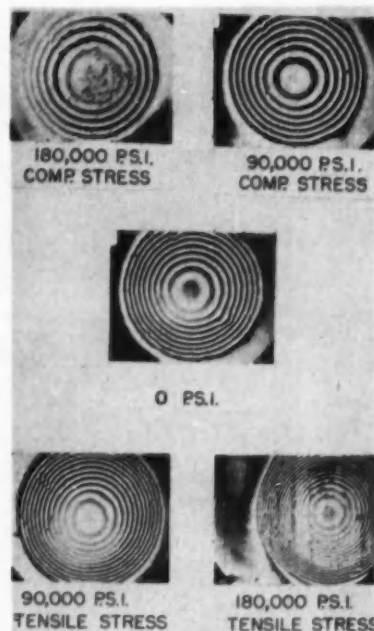 180,000 P.S.I.
COMP. STRESS
90,000 P.S.I.
COMP. STRESS
0 P.S.I.
90,000 P.S.I.
TENSILE STRESS
180,000 P.S.I.
TENSILE STRESS